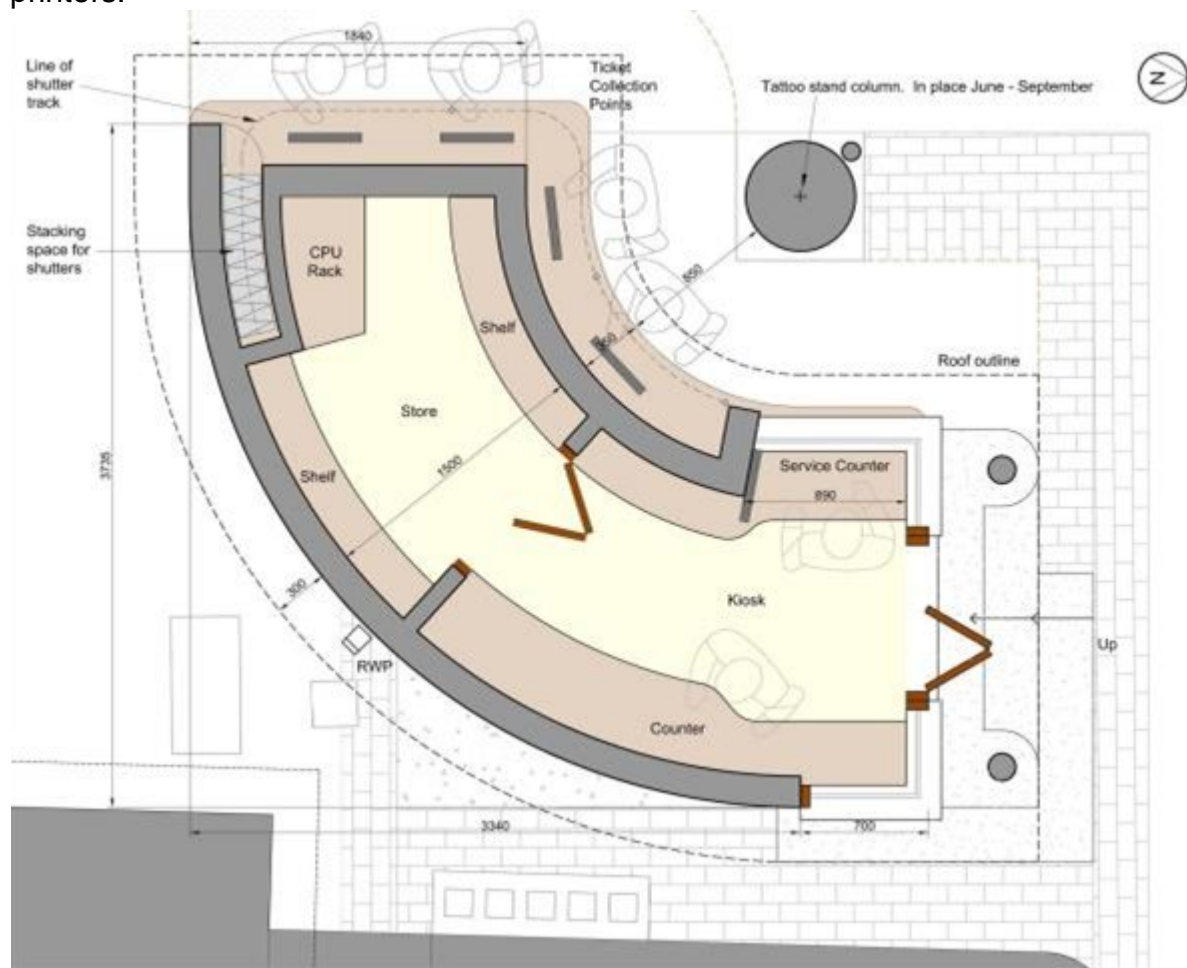 printers.
1840
Line of
shutter
track
Ticket
Collection
Points
Tattoo stand column. In place June - September
N
Stacking
space for
shutters
CPU
Rack
850
Shelf
350
Roof outline
Store
3735
1500
Shelf
Service Counter
890
300
Kiosk
RWP
Up
Counter
3340
700